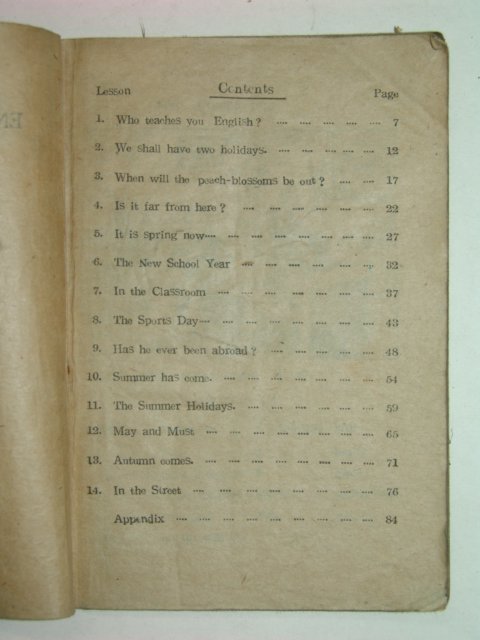 EN
Contents
Lesson Page
1. Who teaches you English? .... .... .... .... .... 7
2. We shall have two holidays. .... .... .... .... 12
3. When will the peach-blossoms be out? .... .... 17
4. Is it far from here? .... .... .... .... .... .... 22
5. It is spring now .... .... .... .... .... .... .... 27
6. The New School Year .... .... .... .... .... .... 32
7. In the Classroom .... .... .... .... .... .... .... 37
8. The Sports Day .... .... .... .... .... .... .... .... 43
9. Has he ever been abroad? .... .... .... .... .... 48
10. Summer has come. .... .... .... .... .... .... .... 54
11. The Summer Holidays. .... .... .... .... .... .... 59
12. May and Must .... .... .... .... .... .... .... .... 65
13. Autumn comes. .... .... .... .... .... .... .... .... 71
14. In the Street .... .... .... .... .... .... .... .... 76
Appendix .... .... .... .... .... .... .... .... 84